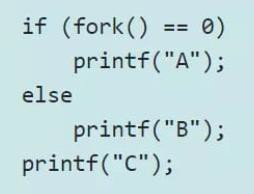 if (fork() == 0)
    printf("A");
else
    printf("B");
printf("C");